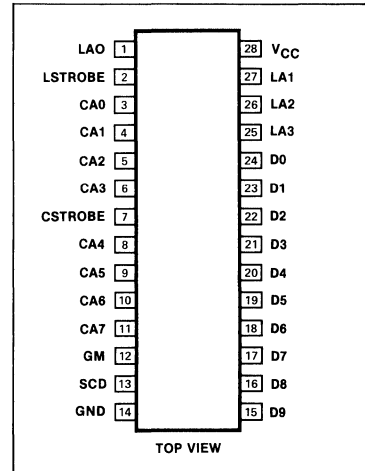 LAO 1 28 VCC
LSTROBE 2 27 LA1
CA0 3 26 LA2
CA1 4 25 LA3
CA2 5 24 D0
CA3 6 23 D1
CSTROBE 7 22 D2
CA4 8 21 D3
CA5 9 20 D4
CA6 10 19 D5
CA7 11 18 D6
GM 12 17 D7
SCD 13 16 D8
GND 14 15 D9
TOP VIEW